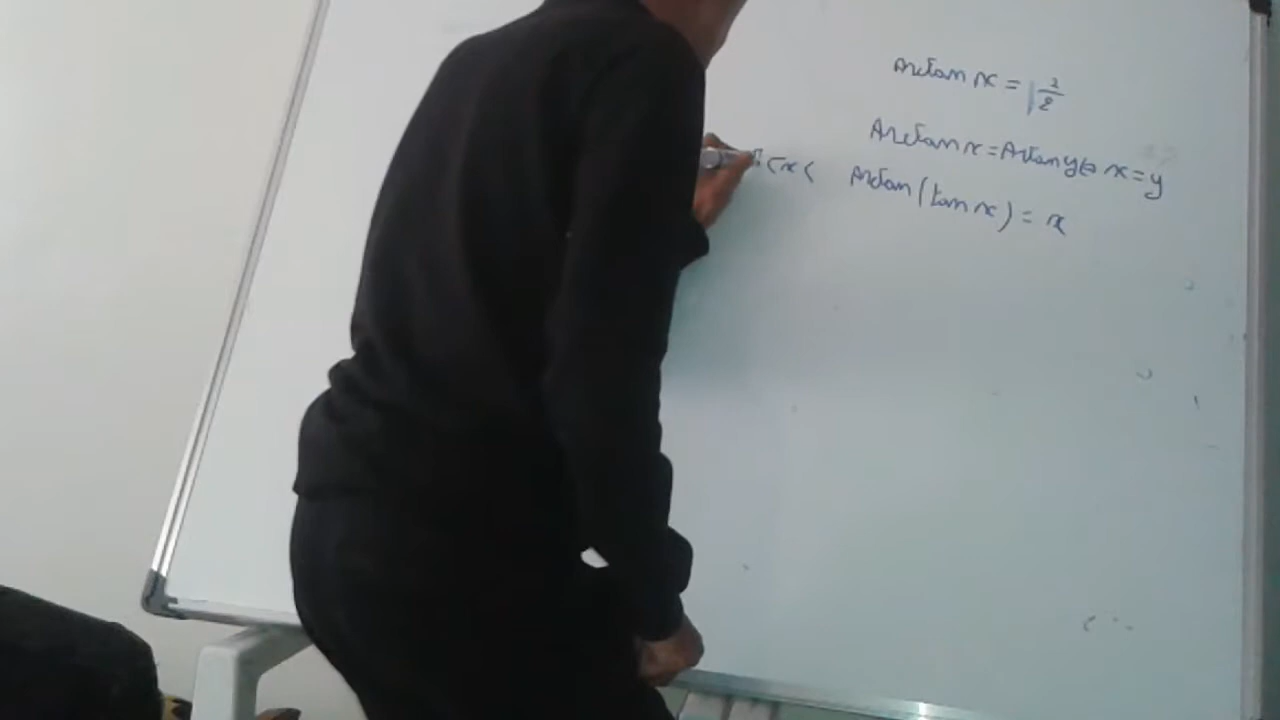 Arctan x = 1/2
Arctan x = Arctan y ⇔ x = y
π < x < Arctan (tan x) = x